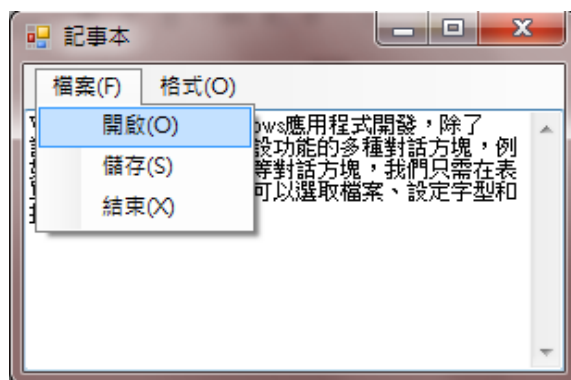 記事本
檔案(F) 格式(O)
開啟(O)
儲存(S)
結束(X)
ows應用程式開發，除了
設功能的多種對話方塊，例
等對話方塊，我們只需在表
可以選取檔案、設定字型和